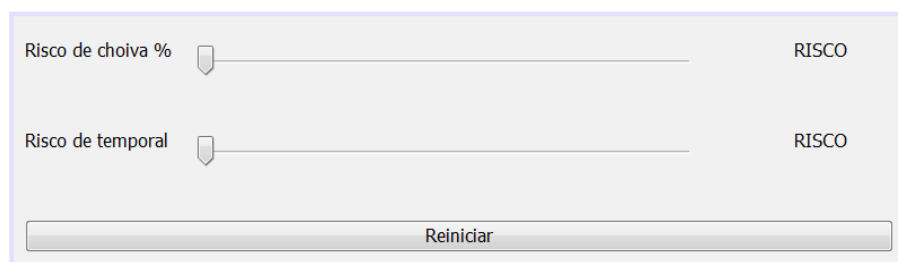 Risco de choiva % RISCO
Risco de temporal RISCO
Reiniciar